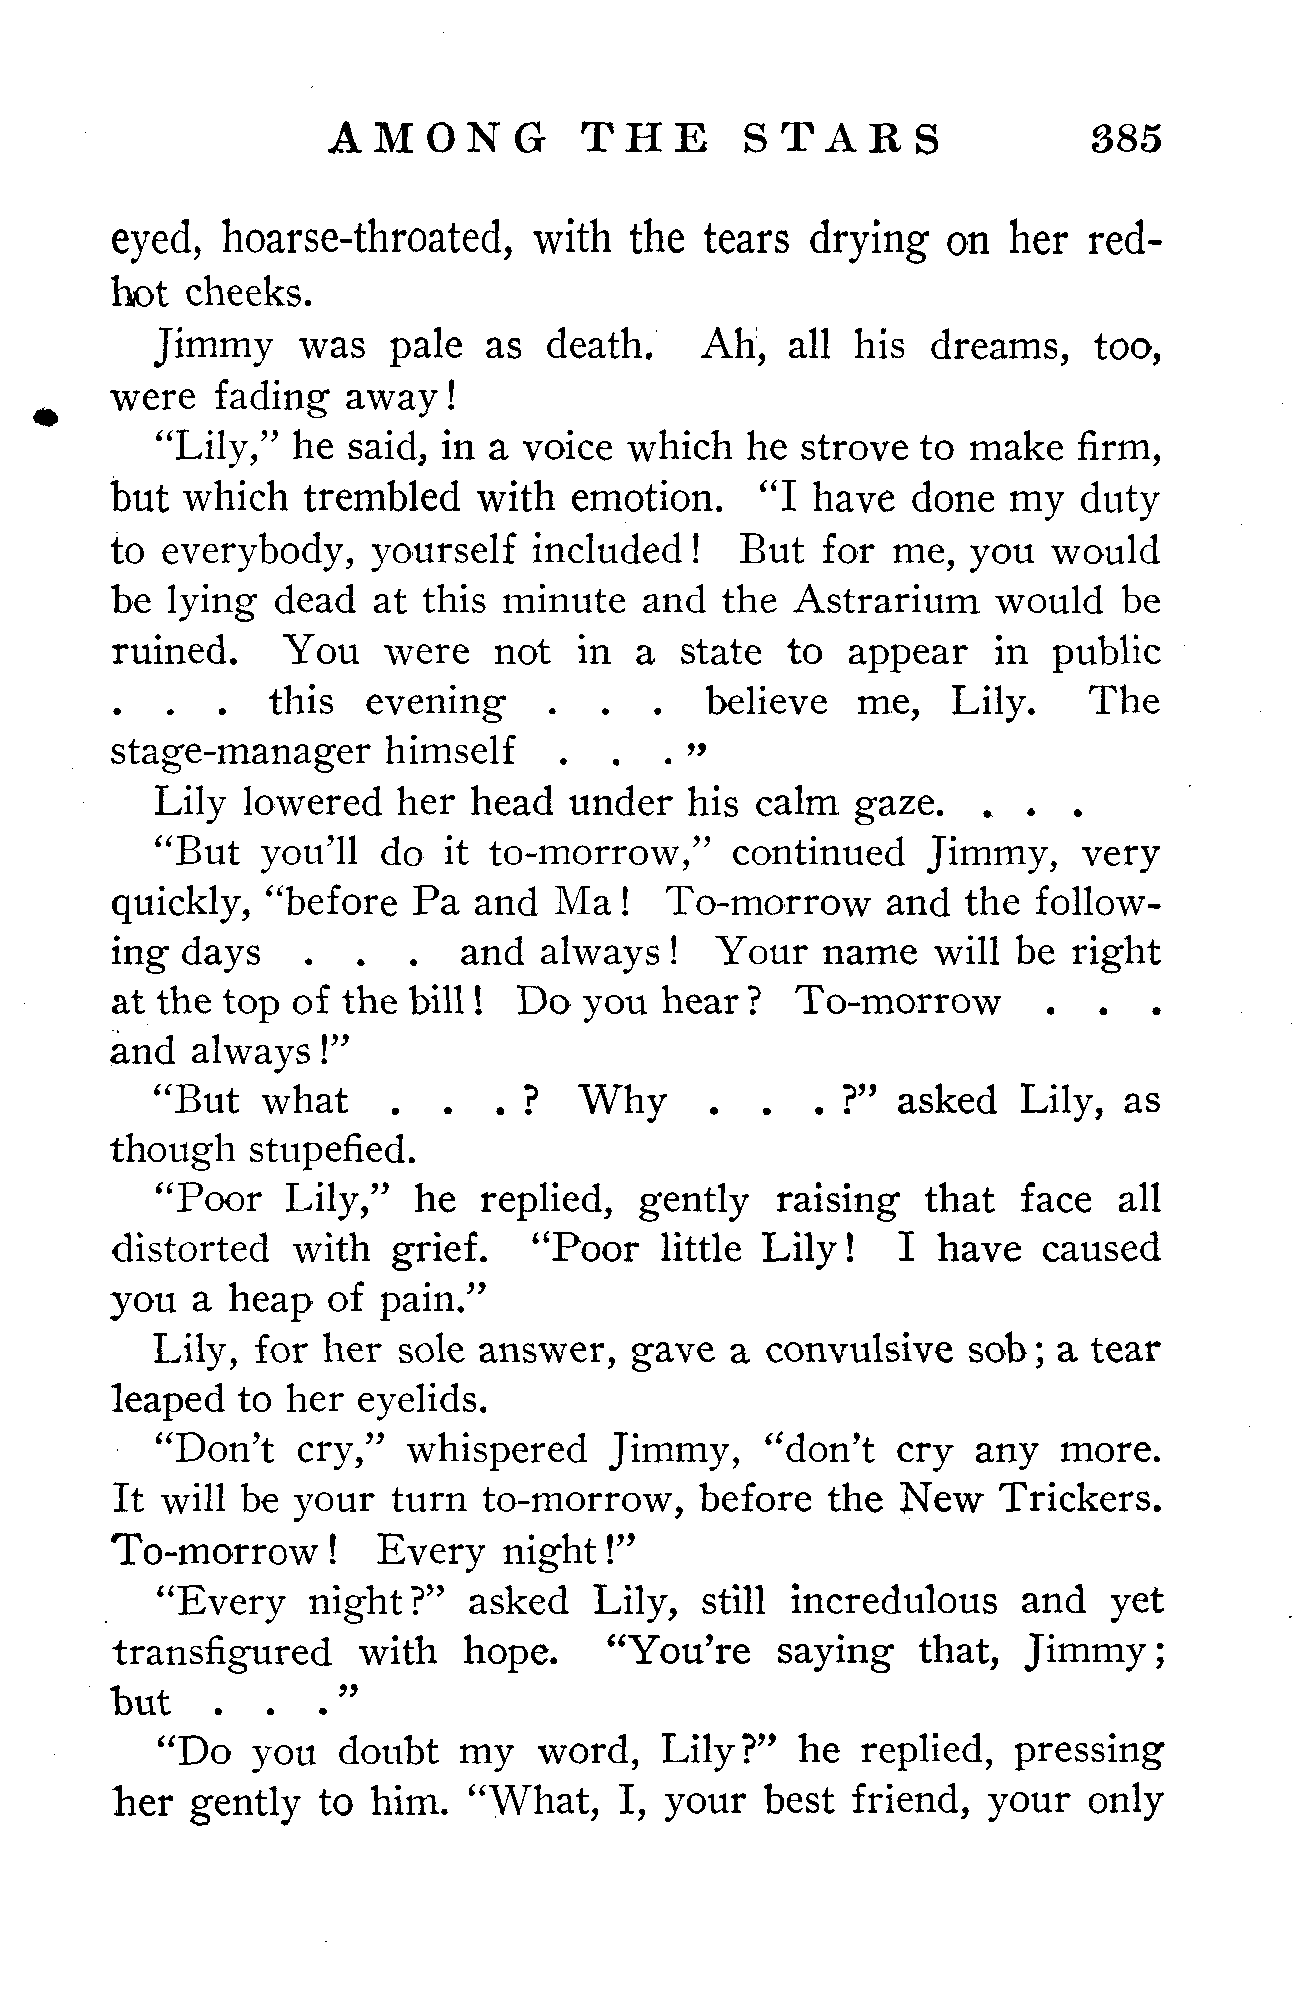 AMONG THE STARS 385
eyed, hoarse-throated, with the tears drying on her red-
hot cheeks.
Jimmy was pale as death. Ah, all his dreams, too,
were fading away!
“Lily,” he said, in a voice which he strove to make firm,
but which trembled with emotion. “I have done my duty
to everybody, yourself included! But for me, you would
be lying dead at this minute and the Astrarium would be
ruined. You were not in a state to appear in public
. . . this evening . . . believe me, Lily. The
stage-manager himself . . .”
Lily lowered her head under his calm gaze. . . .
“But you'll do it to-morrow,” continued Jimmy, very
quickly, “before Pa and Ma! To-morrow and the follow-
ing days . . . and always! Your name will be right
at the top of the bill! Do you hear? To-morrow . . .
and always!”
“But what . . . ? Why . . . ?” asked Lily, as
though stupefied.
“Poor Lily,” he replied, gently raising that face all
distorted with grief. “Poor little Lily! I have caused
you a heap of pain.”
Lily, for her sole answer, gave a convulsive sob; a tear
leaped to her eyelids.
“Don't cry,” whispered Jimmy, “don't cry any more.
It will be your turn to-morrow, before the New Trickers.
To-morrow! Every night!”
“Every night?” asked Lily, still incredulous and yet
transfigured with hope. “You're saying that, Jimmy;
but . . .”
“Do you doubt my word, Lily?” he replied, pressing
her gently to him. “What, I, your best friend, your only